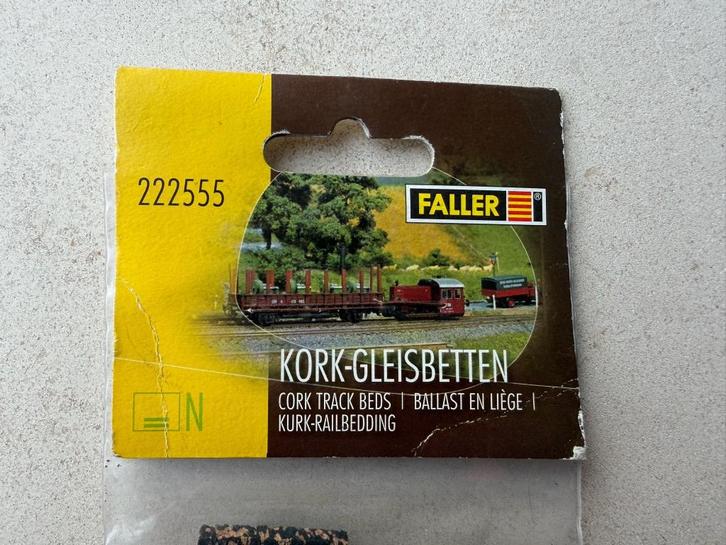 222555
FALLER®
KORK-GLEISBETTEN
CORK TRACK BEDS | BALLAST EN LIÈGE |
KURK-RAILBEDDING
N